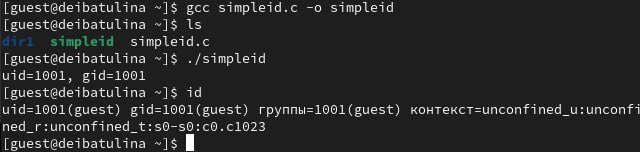 [guest@deibatulina ~]$ gcc simpleid.c -o simpleid
[guest@deibatulina ~]$ ls
dir1 simpleid simpleid.c
[guest@deibatulina ~]$ ./simpleid
uid=1001, gid=1001
[guest@deibatulina ~]$ id
uid=1001(guest) gid=1001(guest) группы=1001(guest) контекст=unconfined_u:unconfi
ned_r:unconfined_t:s0-s0:c0.c1023
[guest@deibatulina ~]$